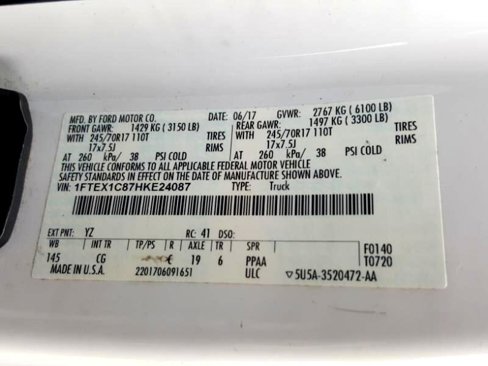 MFD. BY FORD MOTOR CO. DATE: 06/17 GVWR: 2767 KG ( 6100 LB)
FRONT GAWR: 1429 KG ( 3150 LB) REAR GAWR: 1497 KG ( 3300 LB)
WITH 245/70R17 110T TIRES WITH 245/70R17 110T TIRES
17x7.5J RIMS 17x7.5J RIMS
AT 260 kPa/ 38 PSI COLD AT 260 kPa/ 38 PSI COLD
THIS VEHICLE CONFORMS TO ALL APPLICABLE FEDERAL MOTOR VEHICLE
SAFETY STANDARDS IN EFFECT ON THE DATE OF MANUFACTURE SHOWN ABOVE.
VIN: 1FTEX1C87HKE24087 TYPE: Truck
EXT PNT: YZ RC: 41 DSO:
WB INT TR TP/PS R AXLE TR SPR F0140
145 CG 19 6 PPAA T0720
MADE IN U.S.A. 2201706091651 ULC 5U5A-3520472-AA